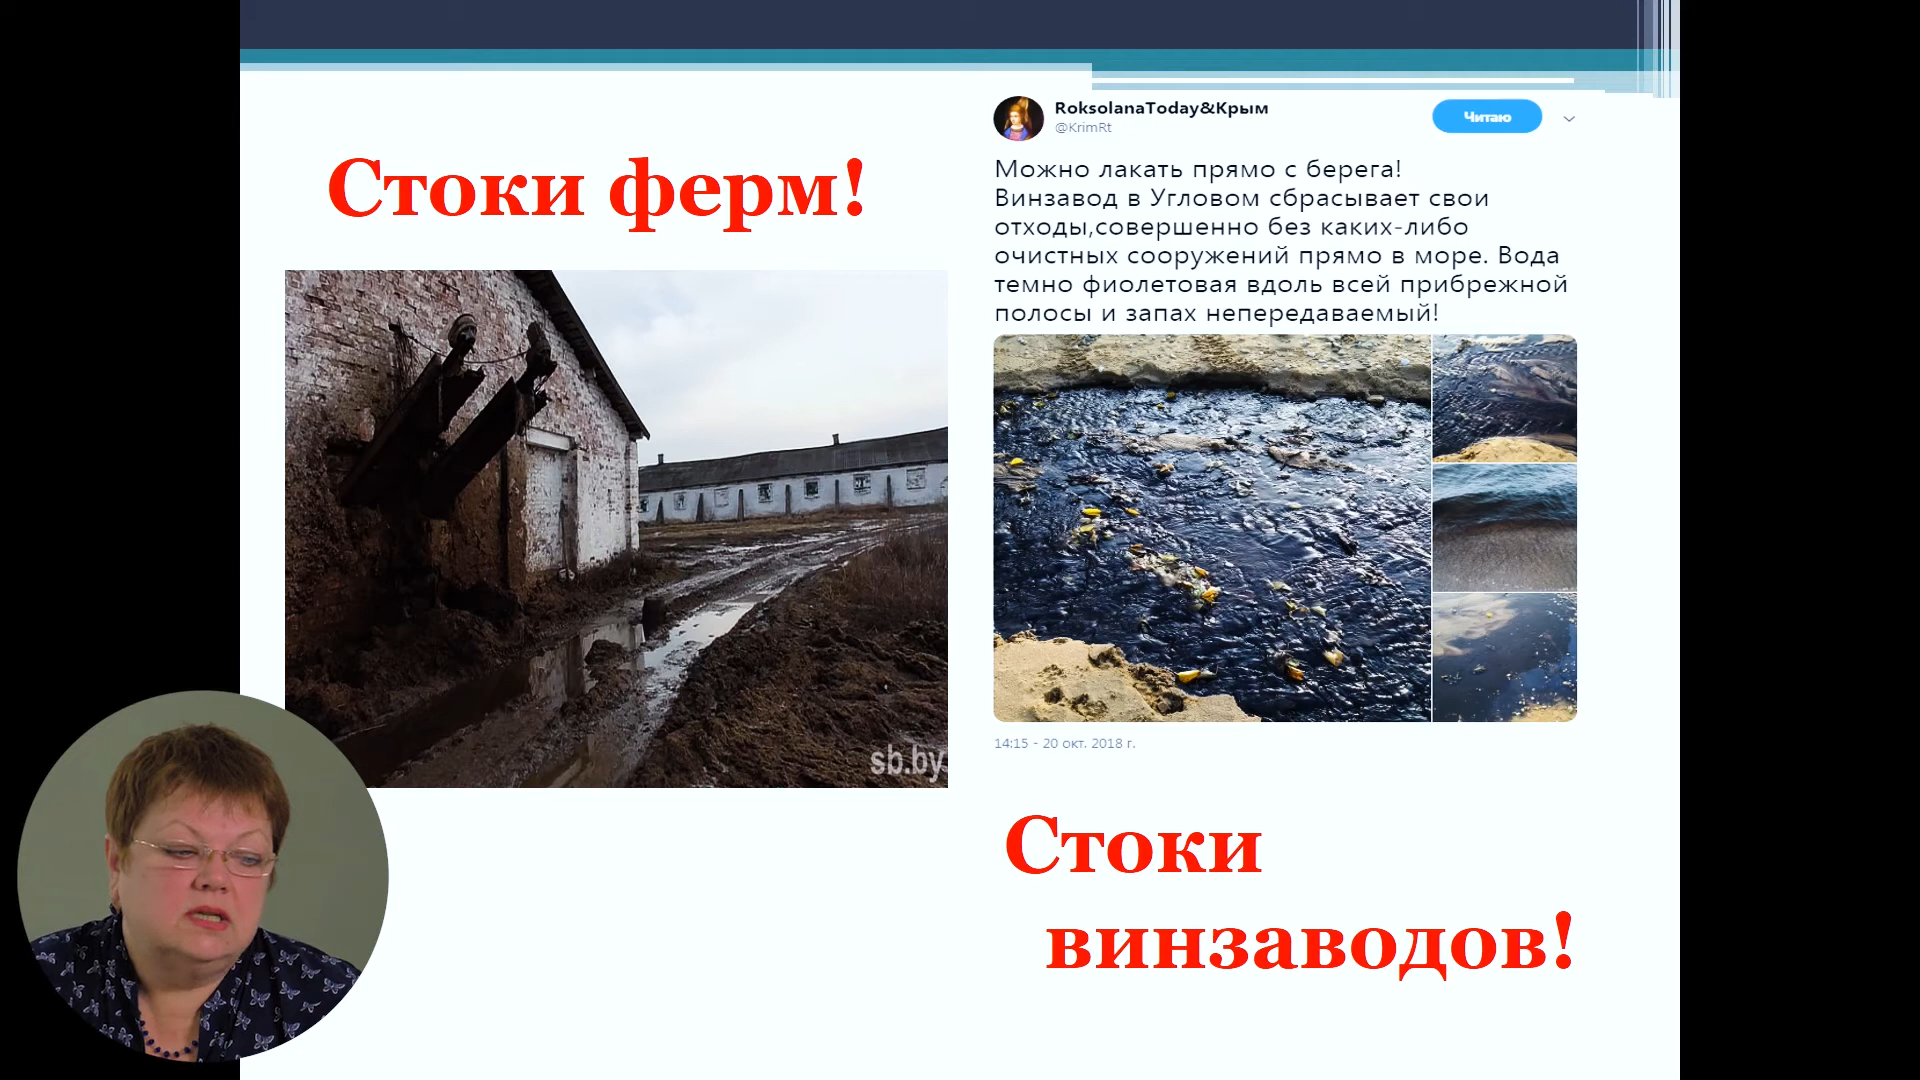 Стоки ферм!
sb.by
RoksolanaToday&Крым
@KrimRt
Читаю
Можно лакать прямо с берега!
Винзавод в Угловом сбрасывает свои
отходы,совершенно без каких-либо
очистных сооружений прямо в море. Вода
темно фиолетовая вдоль всей прибрежной
полосы и запах непередаваемый!
14:15 - 20 окт. 2018 г.
Стоки
винзаводов!